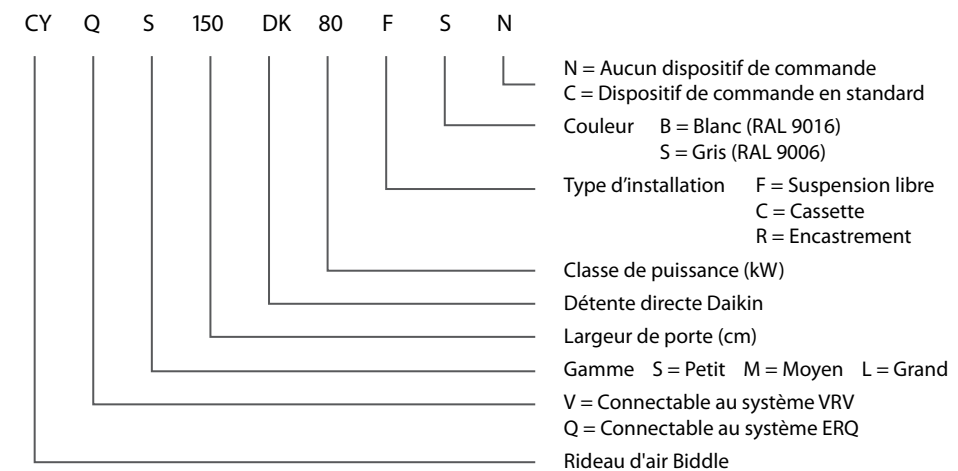 CY Q S 150 DK 80 F S N
N = Aucun dispositif de commande
C = Dispositif de commande en standard
Couleur B = Blanc (RAL 9016)
S = Gris (RAL 9006)
Type d’installation F = Suspension libre
C = Cassette
R = Encastrement
Classe de puissance (kW)
Détente directe Daikin
Largeur de porte (cm)
Gamme S = Petit M = Moyen L = Grand
V = Connectable au système VRV
Q = Connectable au système ERQ
Rideau d'air Biddle